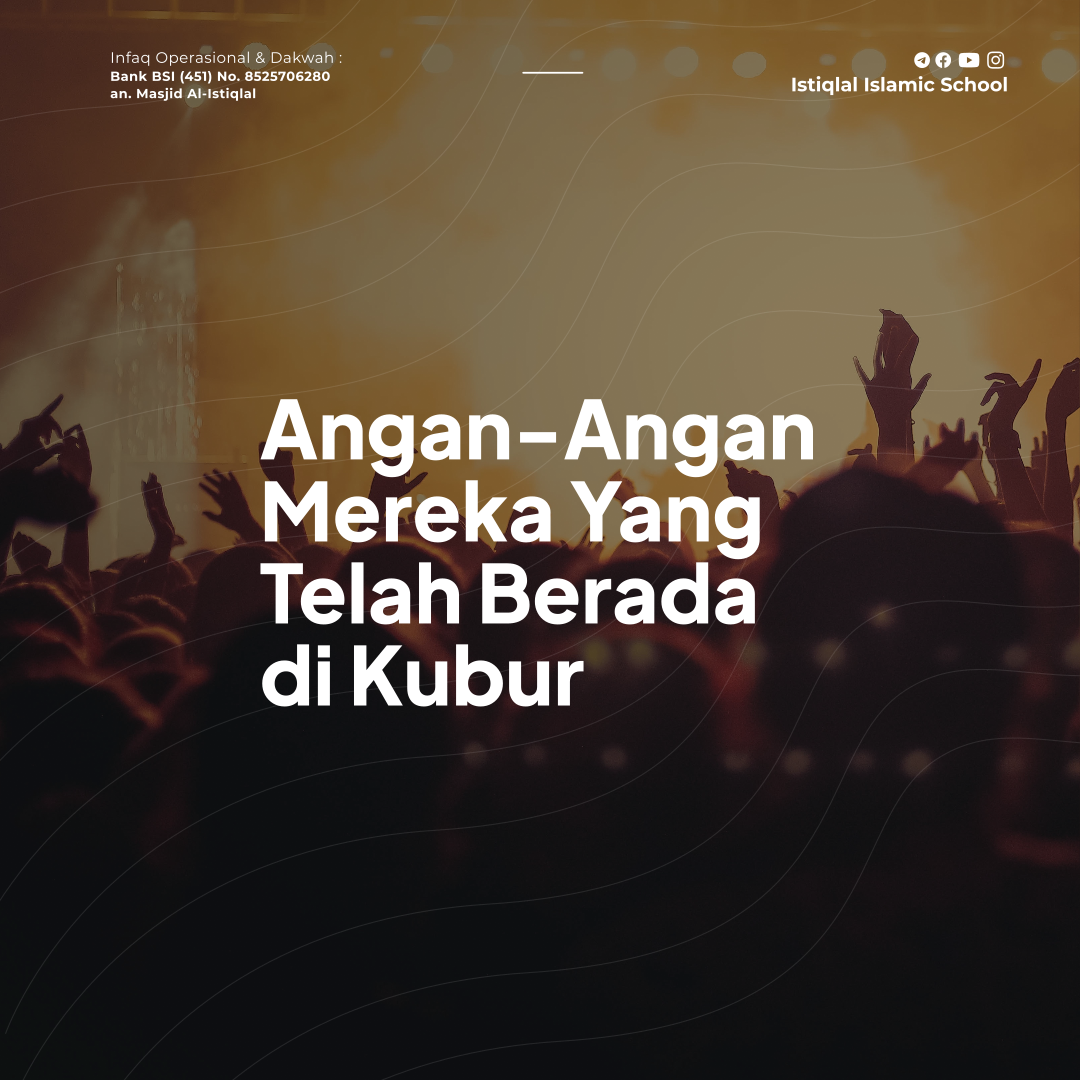 Infaq Operasional & Dakwah :
Bank BSI (451) No. 8525706280
an. Masjid Al-Istiqlal
Istiqlal Islamic School
Angan-Angan
Mereka Yang
Telah Berada
di Kubur